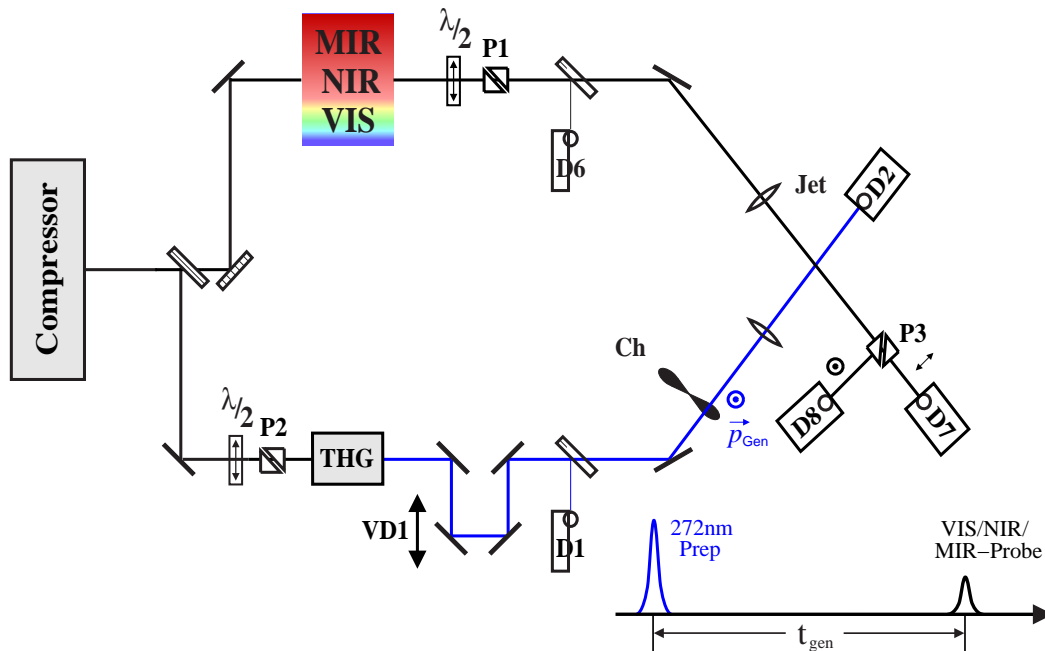 λ/2
P1
MIR
NIR
VIS
D6
Jet
D2
Compressor
P3
Ch
D8
D7
p⃗Gen
λ/2
P2
THG
VD1
D1
272nm
Prep
VIS/NIR/
MIR−Probe
tgen